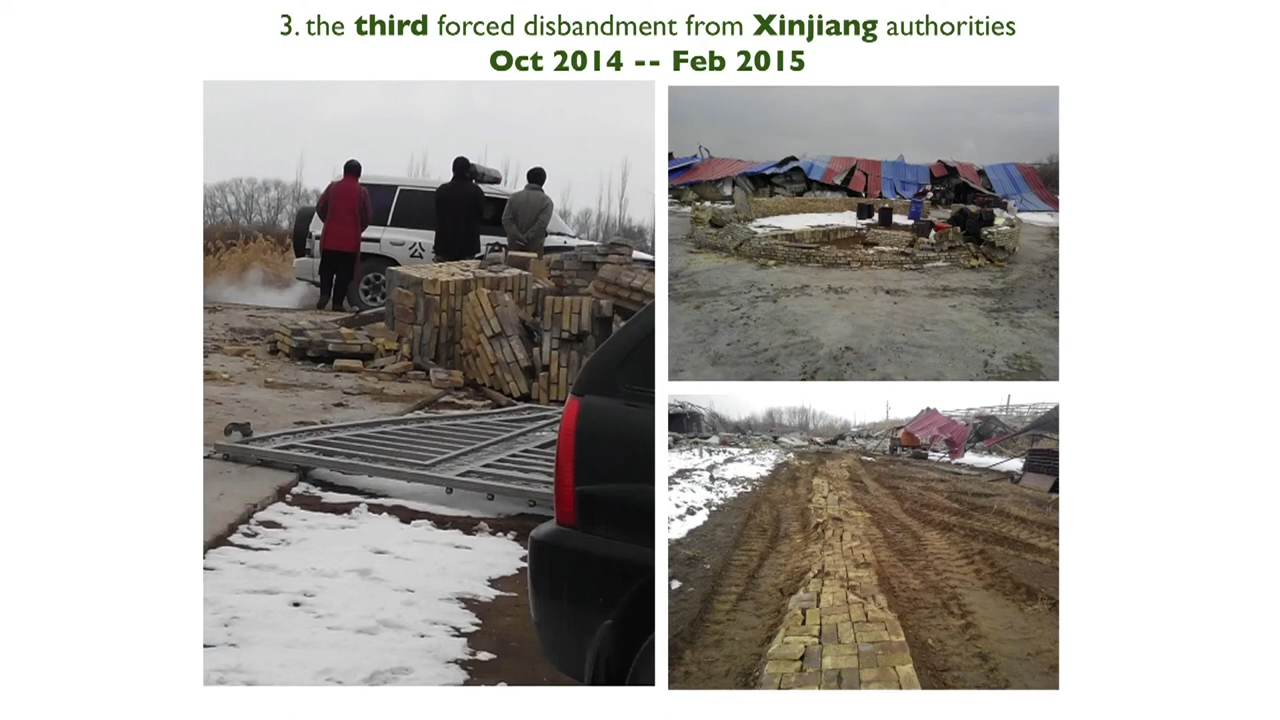 3. the third forced disbandment from Xinjiang authorities
Oct 2014 -- Feb 2015
公